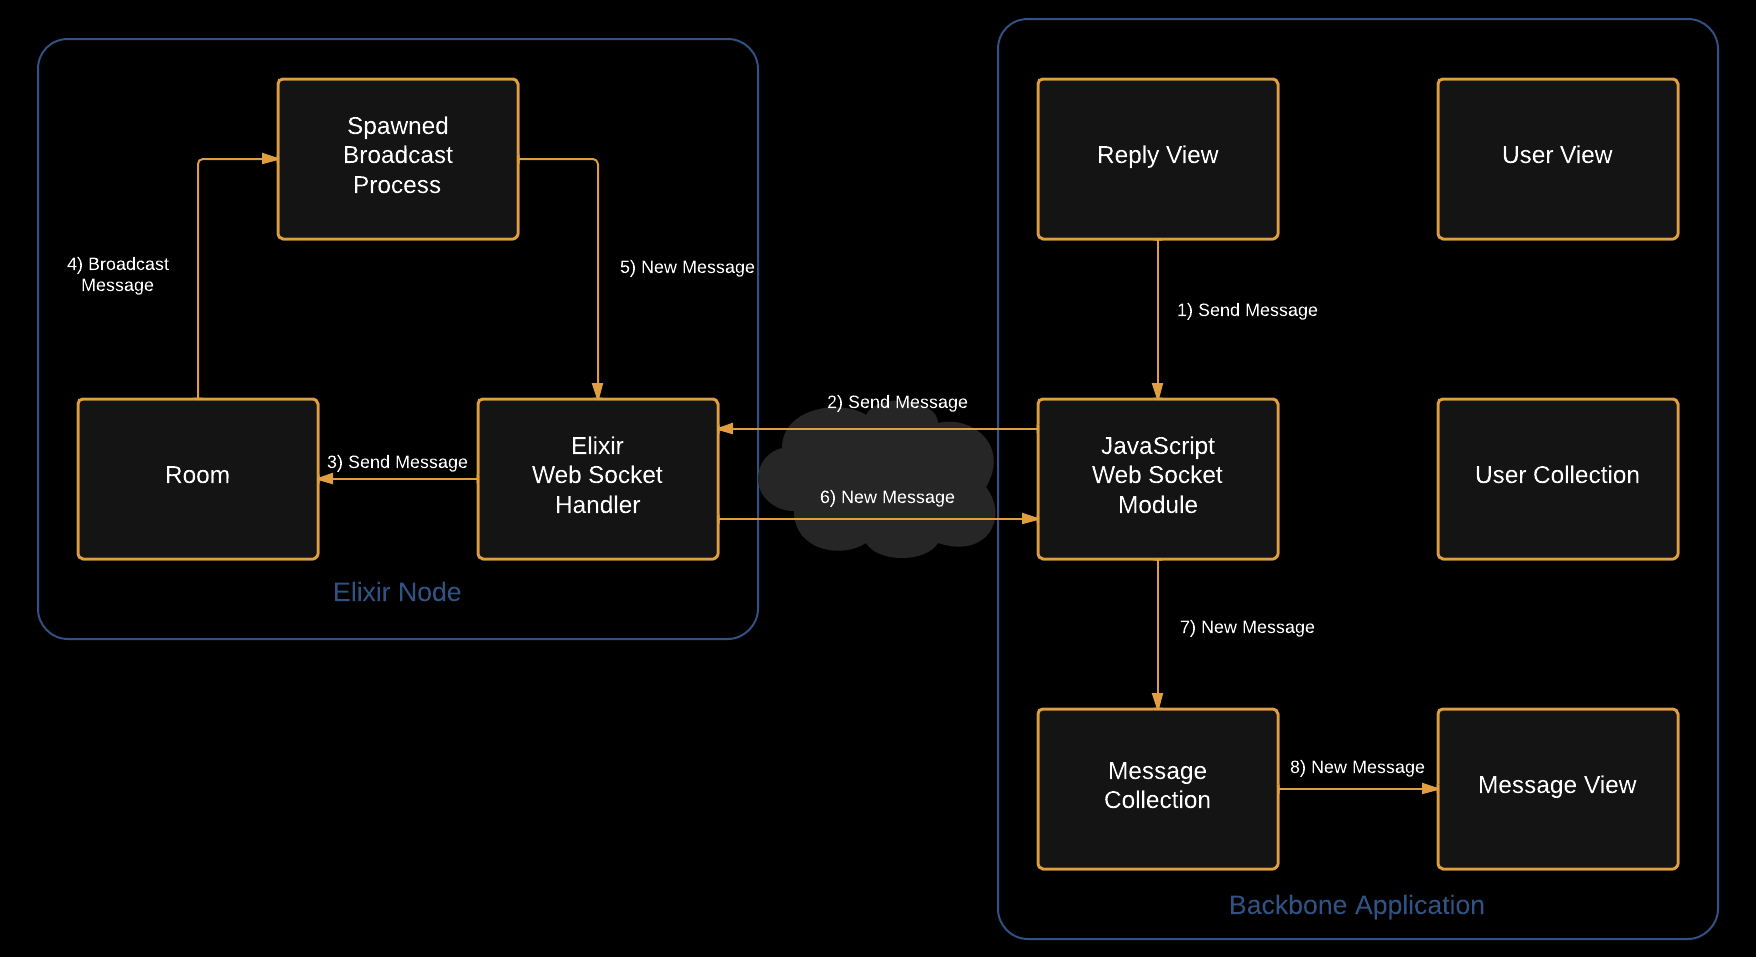 Spawned
Broadcast
Process
4) Broadcast
Message
5) New Message
Room
3) Send Message
Elixir
Web Socket
Handler
Elixir Node
2) Send Message
6) New Message
Reply View
User View
1) Send Message
JavaScript
Web Socket
Module
User Collection
7) New Message
Message
Collection
8) New Message
Message View
Backbone Application